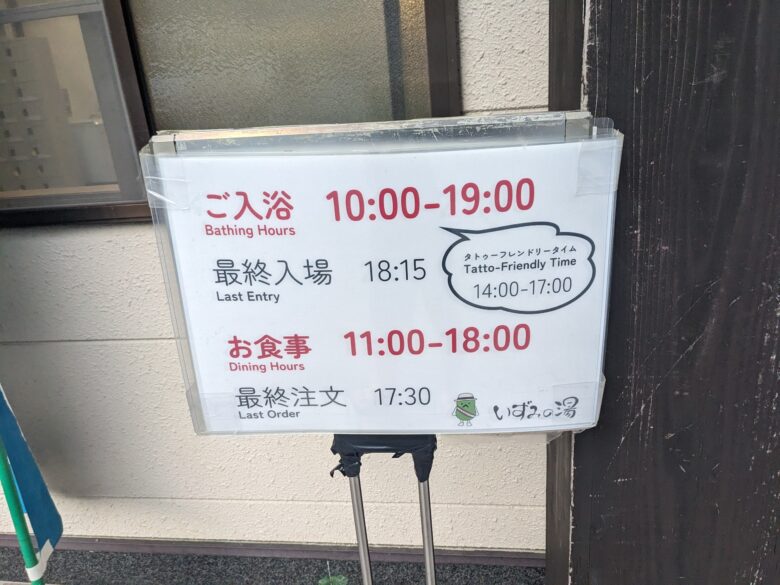 ご入浴 10:00-19:00
Bathing Hours
最終入場 18:15
Last Entry
タトゥーフレンドリータイム
Tatto-Friendly Time
14:00-17:00
お食事 11:00-18:00
Dining Hours
最終注文 17:30
Last Order
いずみの湯